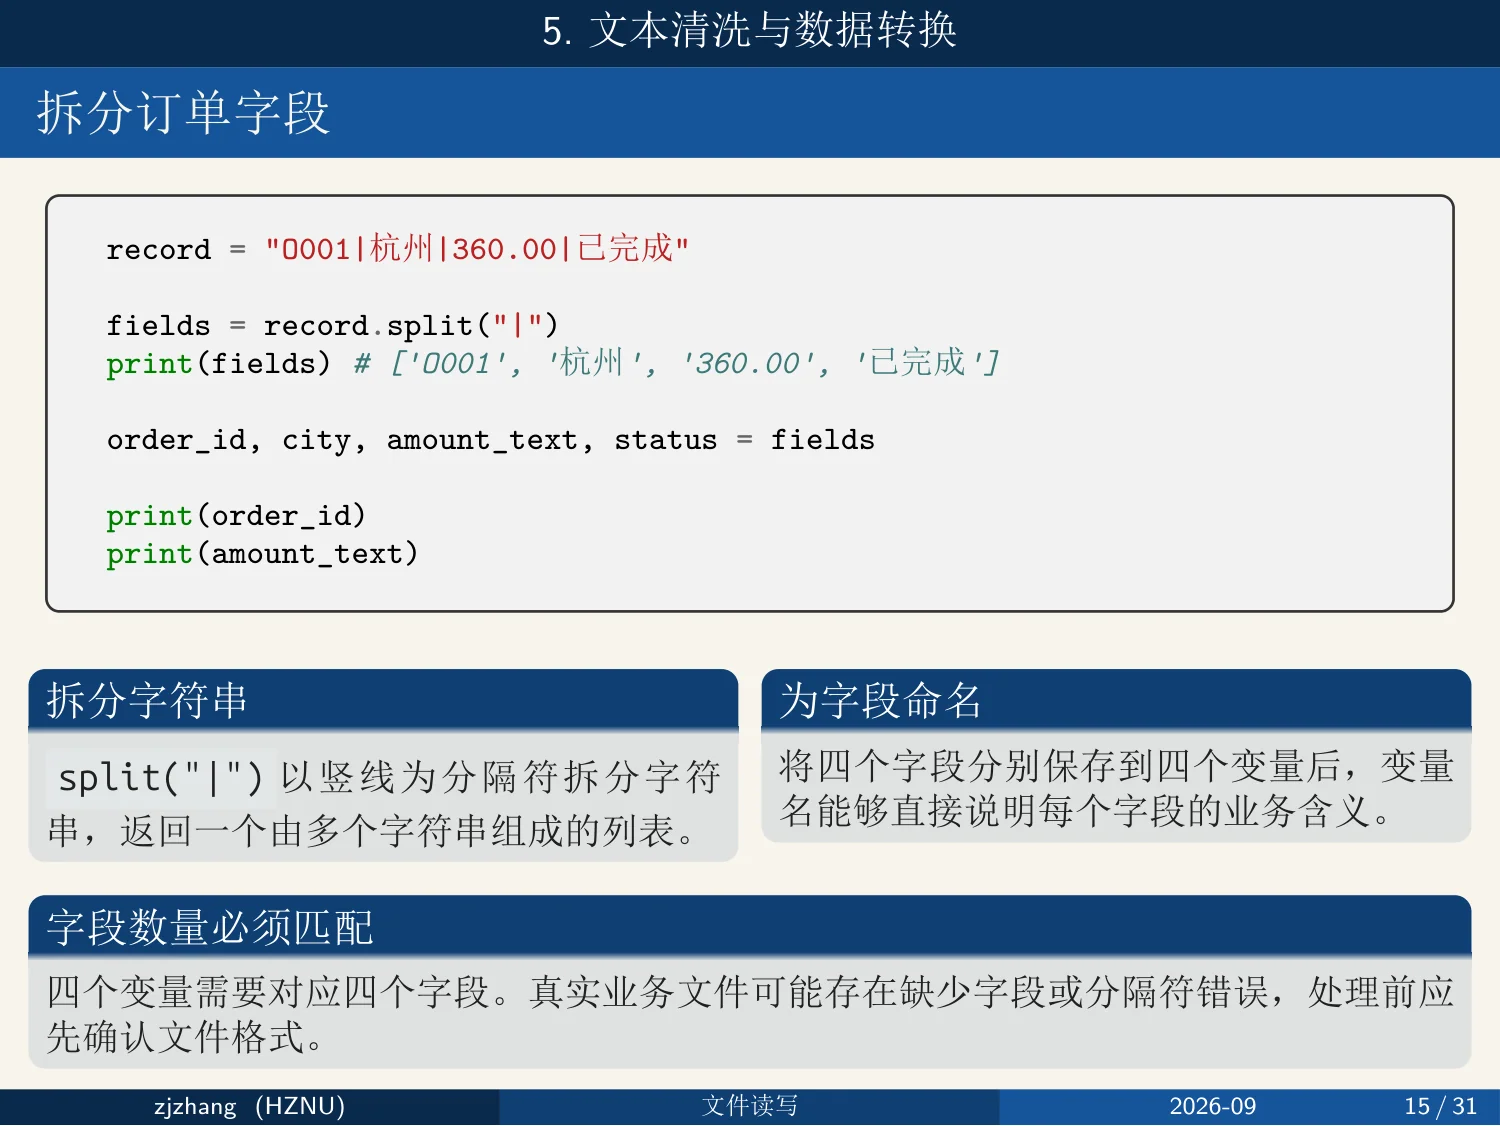 5. 文本清洗与数据转换
拆分订单字段
record = "O001|杭州|360.00|已完成"
fields = record.split("|")
print(fields) # ['O001', '杭州', '360.00', '已完成']
order_id, city, amount_text, status = fields
print(order_id)
print(amount_text)
拆分字符串
split("|") 以竖线为分隔符拆分字符
串，返回一个由多个字符串组成的列表。
为字段命名
将四个字段分别保存到四个变量后，变量
名能够直接说明每个字段的业务含义。
字段数量必须匹配
四个变量需要对应四个字段。真实业务文件可能存在缺少字段或分隔符错误，处理前应
先确认文件格式。
zjzhang (HZNU) 文件读写 2026-09 15 / 31